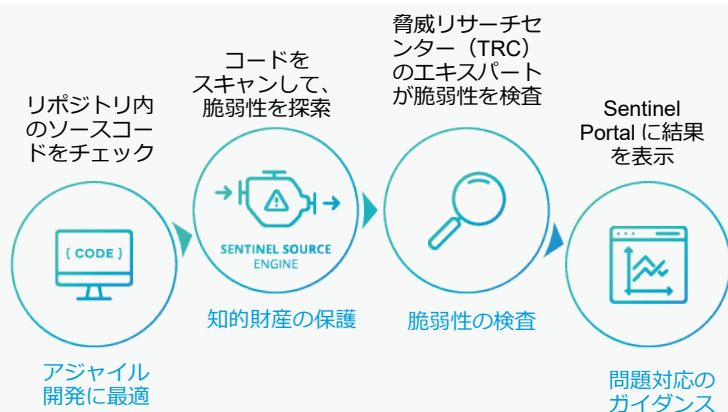 リポジトリ内
のソースコー
ドをチェック
{ CODE }
アジャイル
開発に最適
コードを
スキャンして、
脆弱性を探索
SENTINEL SOURCE
ENGINE
知的財産の保護
脅威リサーチセ
ンター（TRC）
のエキスパート
が脆弱性を検査
脆弱性の検査
Sentinel
Portal に結果
を表示
問題対応の
ガイダンス